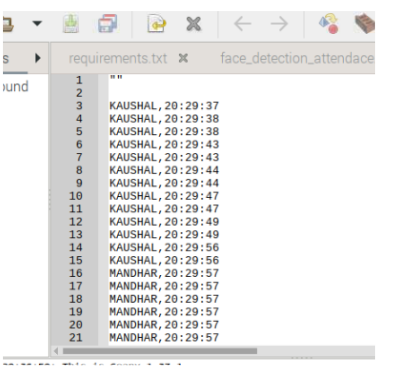 requirements.txt ✖ face_detection_attendace
1 ""
2
3 KAUSHAL,20:29:37
4 KAUSHAL,20:29:38
5 KAUSHAL,20:29:38
6 KAUSHAL,20:29:43
7 KAUSHAL,20:29:43
8 KAUSHAL,20:29:44
9 KAUSHAL,20:29:44
10 KAUSHAL,20:29:47
11 KAUSHAL,20:29:47
12 KAUSHAL,20:29:49
13 KAUSHAL,20:29:49
14 KAUSHAL,20:29:56
15 KAUSHAL,20:29:56
16 MANDHAR,20:29:57
17 MANDHAR,20:29:57
18 MANDHAR,20:29:57
19 MANDHAR,20:29:57
20 MANDHAR,20:29:57
21 MANDHAR,20:29:57